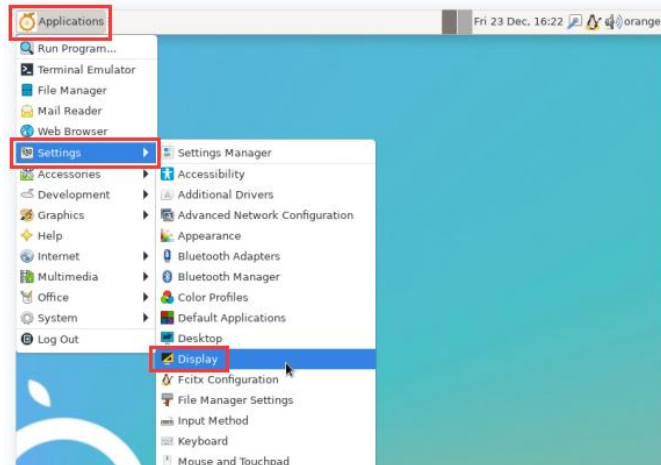 Applications
Fri 23 Dec, 16:22
orange
Run Program...
Terminal Emulator
File Manager
Mail Reader
Web Browser
Settings
Accessories
Development
Graphics
Help
Internet
Multimedia
Office
System
Log Out
Settings Manager
Accessibility
Additional Drivers
Advanced Network Configuration
Appearance
Bluetooth Adapters
Bluetooth Manager
Color Profiles
Default Applications
Desktop
Display
Fcitx Configuration
File Manager Settings
Input Method
Keyboard
Mouse and Touchpad